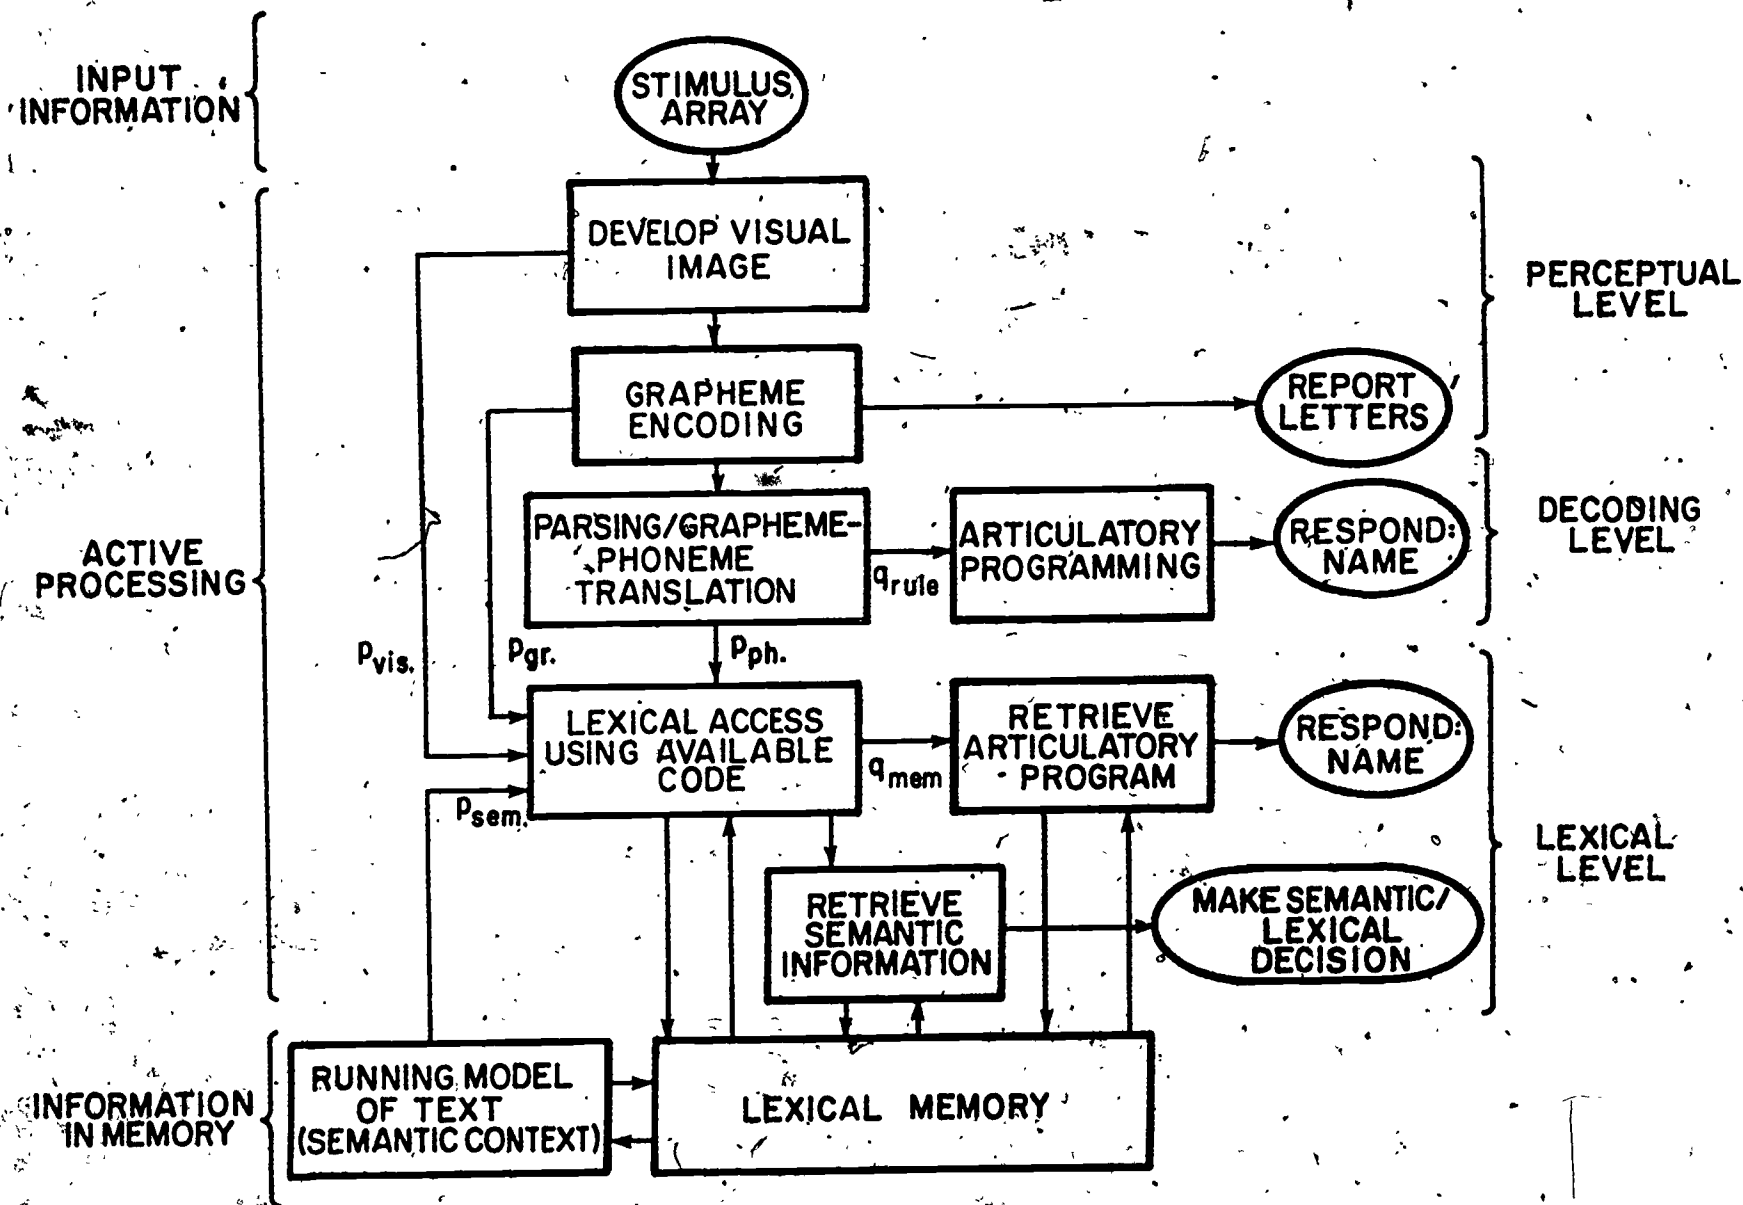 INPUT
INFORMATION
STIMULUS
ARRAY
DEVELOP VISUAL
IMAGE
PERCEPTUAL
LEVEL
GRAPHEME
ENCODING
REPORT
LETTERS
ACTIVE
PROCESSING
PARSING/GRAPHEME-
PHONEME
TRANSLATION
qrule
ARTICULATORY
PROGRAMMING
RESPOND:
NAME
DECODING
LEVEL
pvis.
pgr.
pph.
LEXICAL ACCESS
USING AVAILABLE
CODE
qmem
RETRIEVE
ARTICULATORY
PROGRAM
RESPOND:
NAME
psem.
LEXICAL
LEVEL
RETRIEVE
SEMANTIC
INFORMATION
MAKE SEMANTIC/
LEXICAL
DECISION
INFORMATION
IN MEMORY
RUNNING MODEL
OF TEXT
(SEMANTIC CONTEXT)
LEXICAL MEMORY